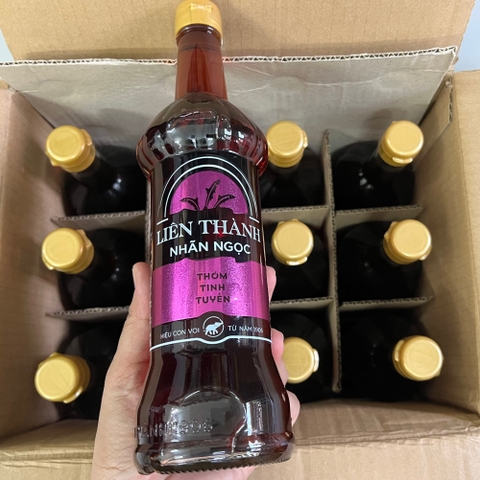 LIÊN THÀNH
NHÃN NGỌC
THƠM
TINH
TUYỀN
HIỆU CON VOI TỪ NĂM 1906